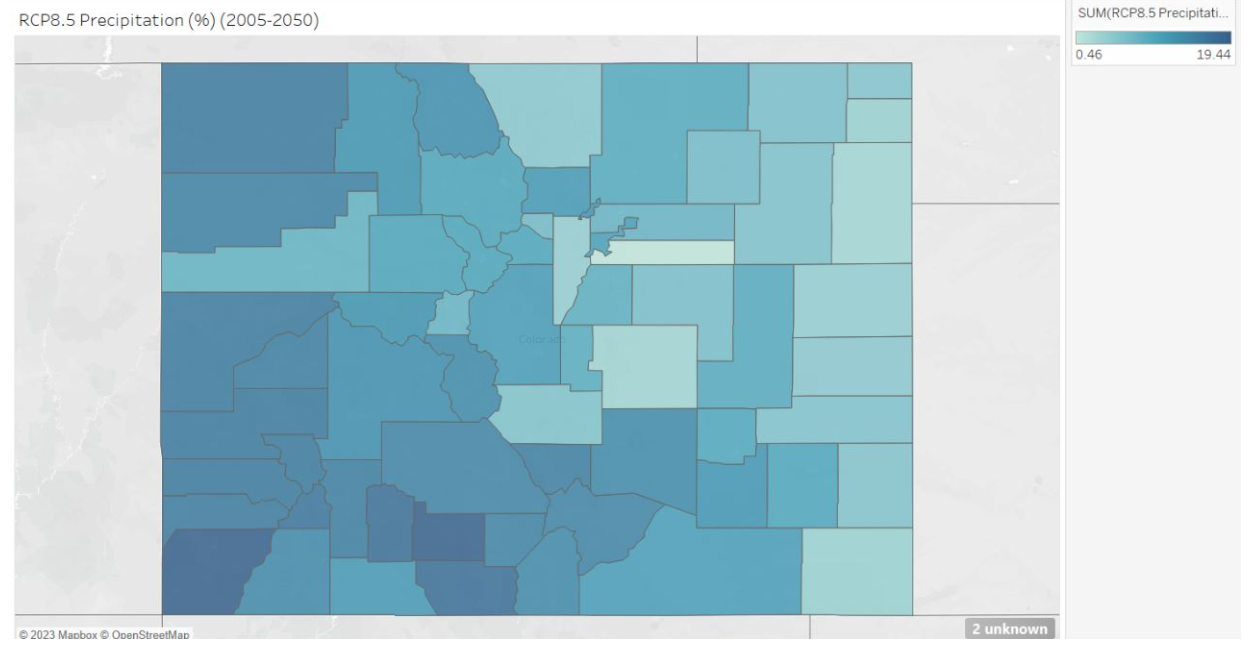 RCP8.5 Precipitation (%) (2005-2050)
SUM(RCP8.5 Precipitati...
0.46 19.44
Colorado
© 2023 Mapbox © OpenStreetMap
2 unknown